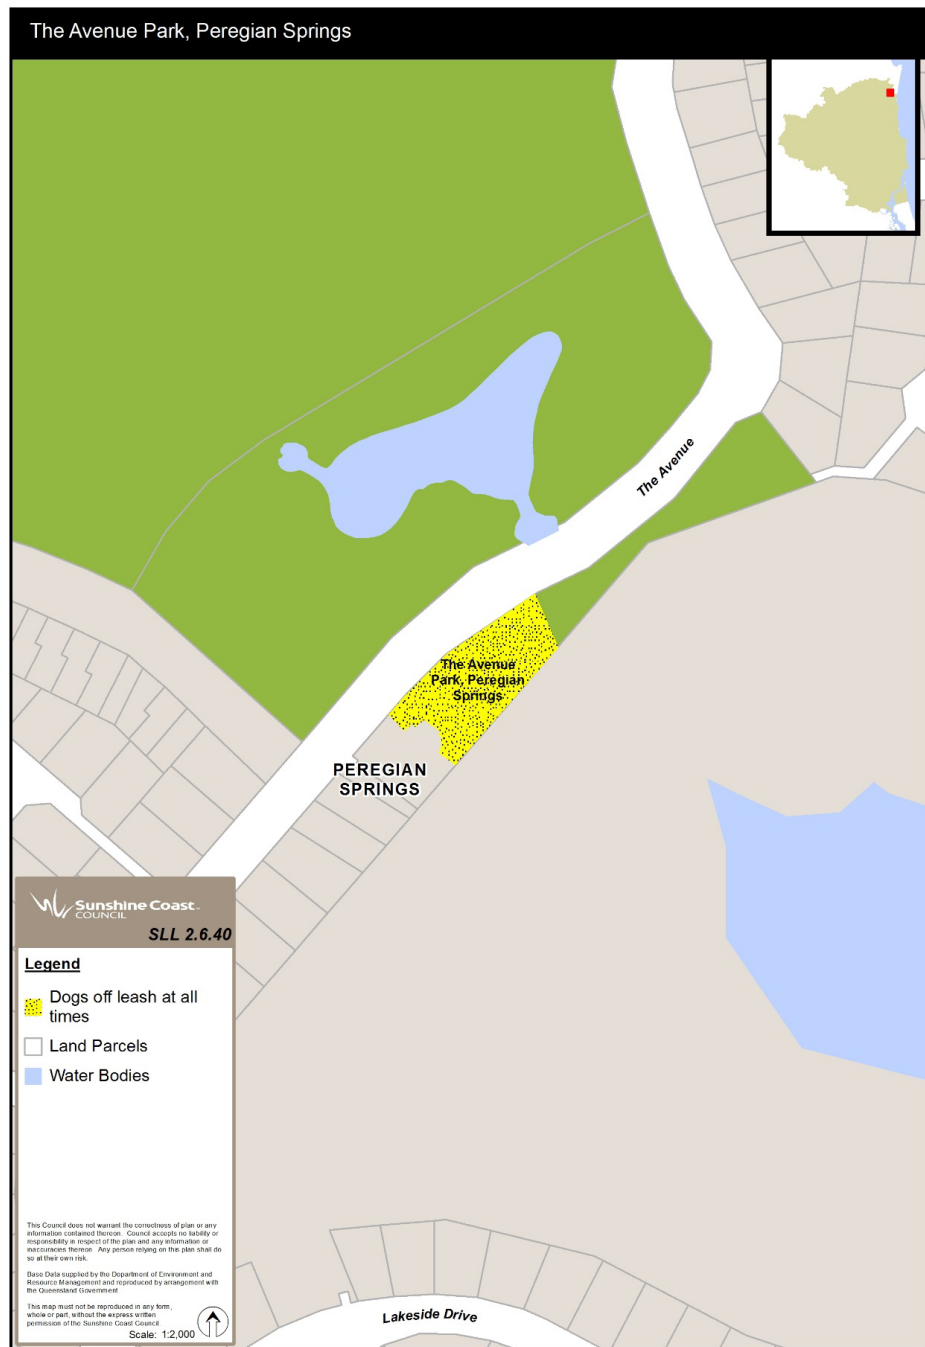 The Avenue Park, Peregian Springs
The Avenue
The Avenue
Park, Peregian
Springs
PEREGIAN
SPRINGS
Sunshine Coast
COUNCIL
SLL 2.6.40
Legend
Dogs off leash at all
times
Land Parcels
Water Bodies
This Council does not warrant the correctness of plan or any
information contained thereon. Council accepts no liability or
responsibility in respect of the plan and any information or
inaccuracies thereon. Any person relying on this plan shall do
so at their own risk.
Base Data supplied by the Department of Environment and
Resource Management and reproduced by arrangement with
the Queensland Government
This map must not be reproduced in any form,
whole or part, without the express written
permission of the Sunshine Coast Council
Scale: 1:2,000
Lakeside Drive